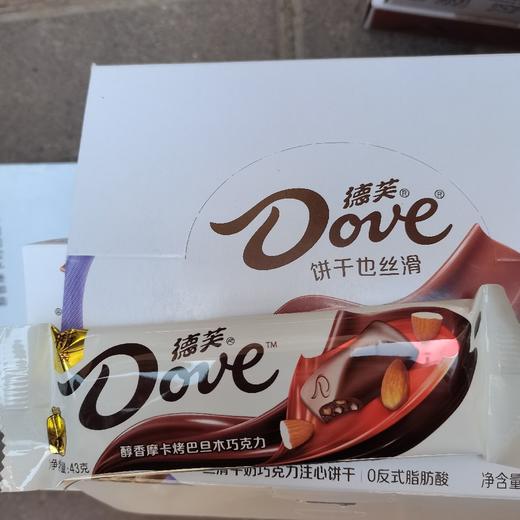 德芙®
Dove®
饼干也丝滑
德芙®
Dove™
醇香摩卡烤巴旦木巧克力
净含量: 43克
牛奶巧克力注心饼干 | 0反式脂肪酸
净含量